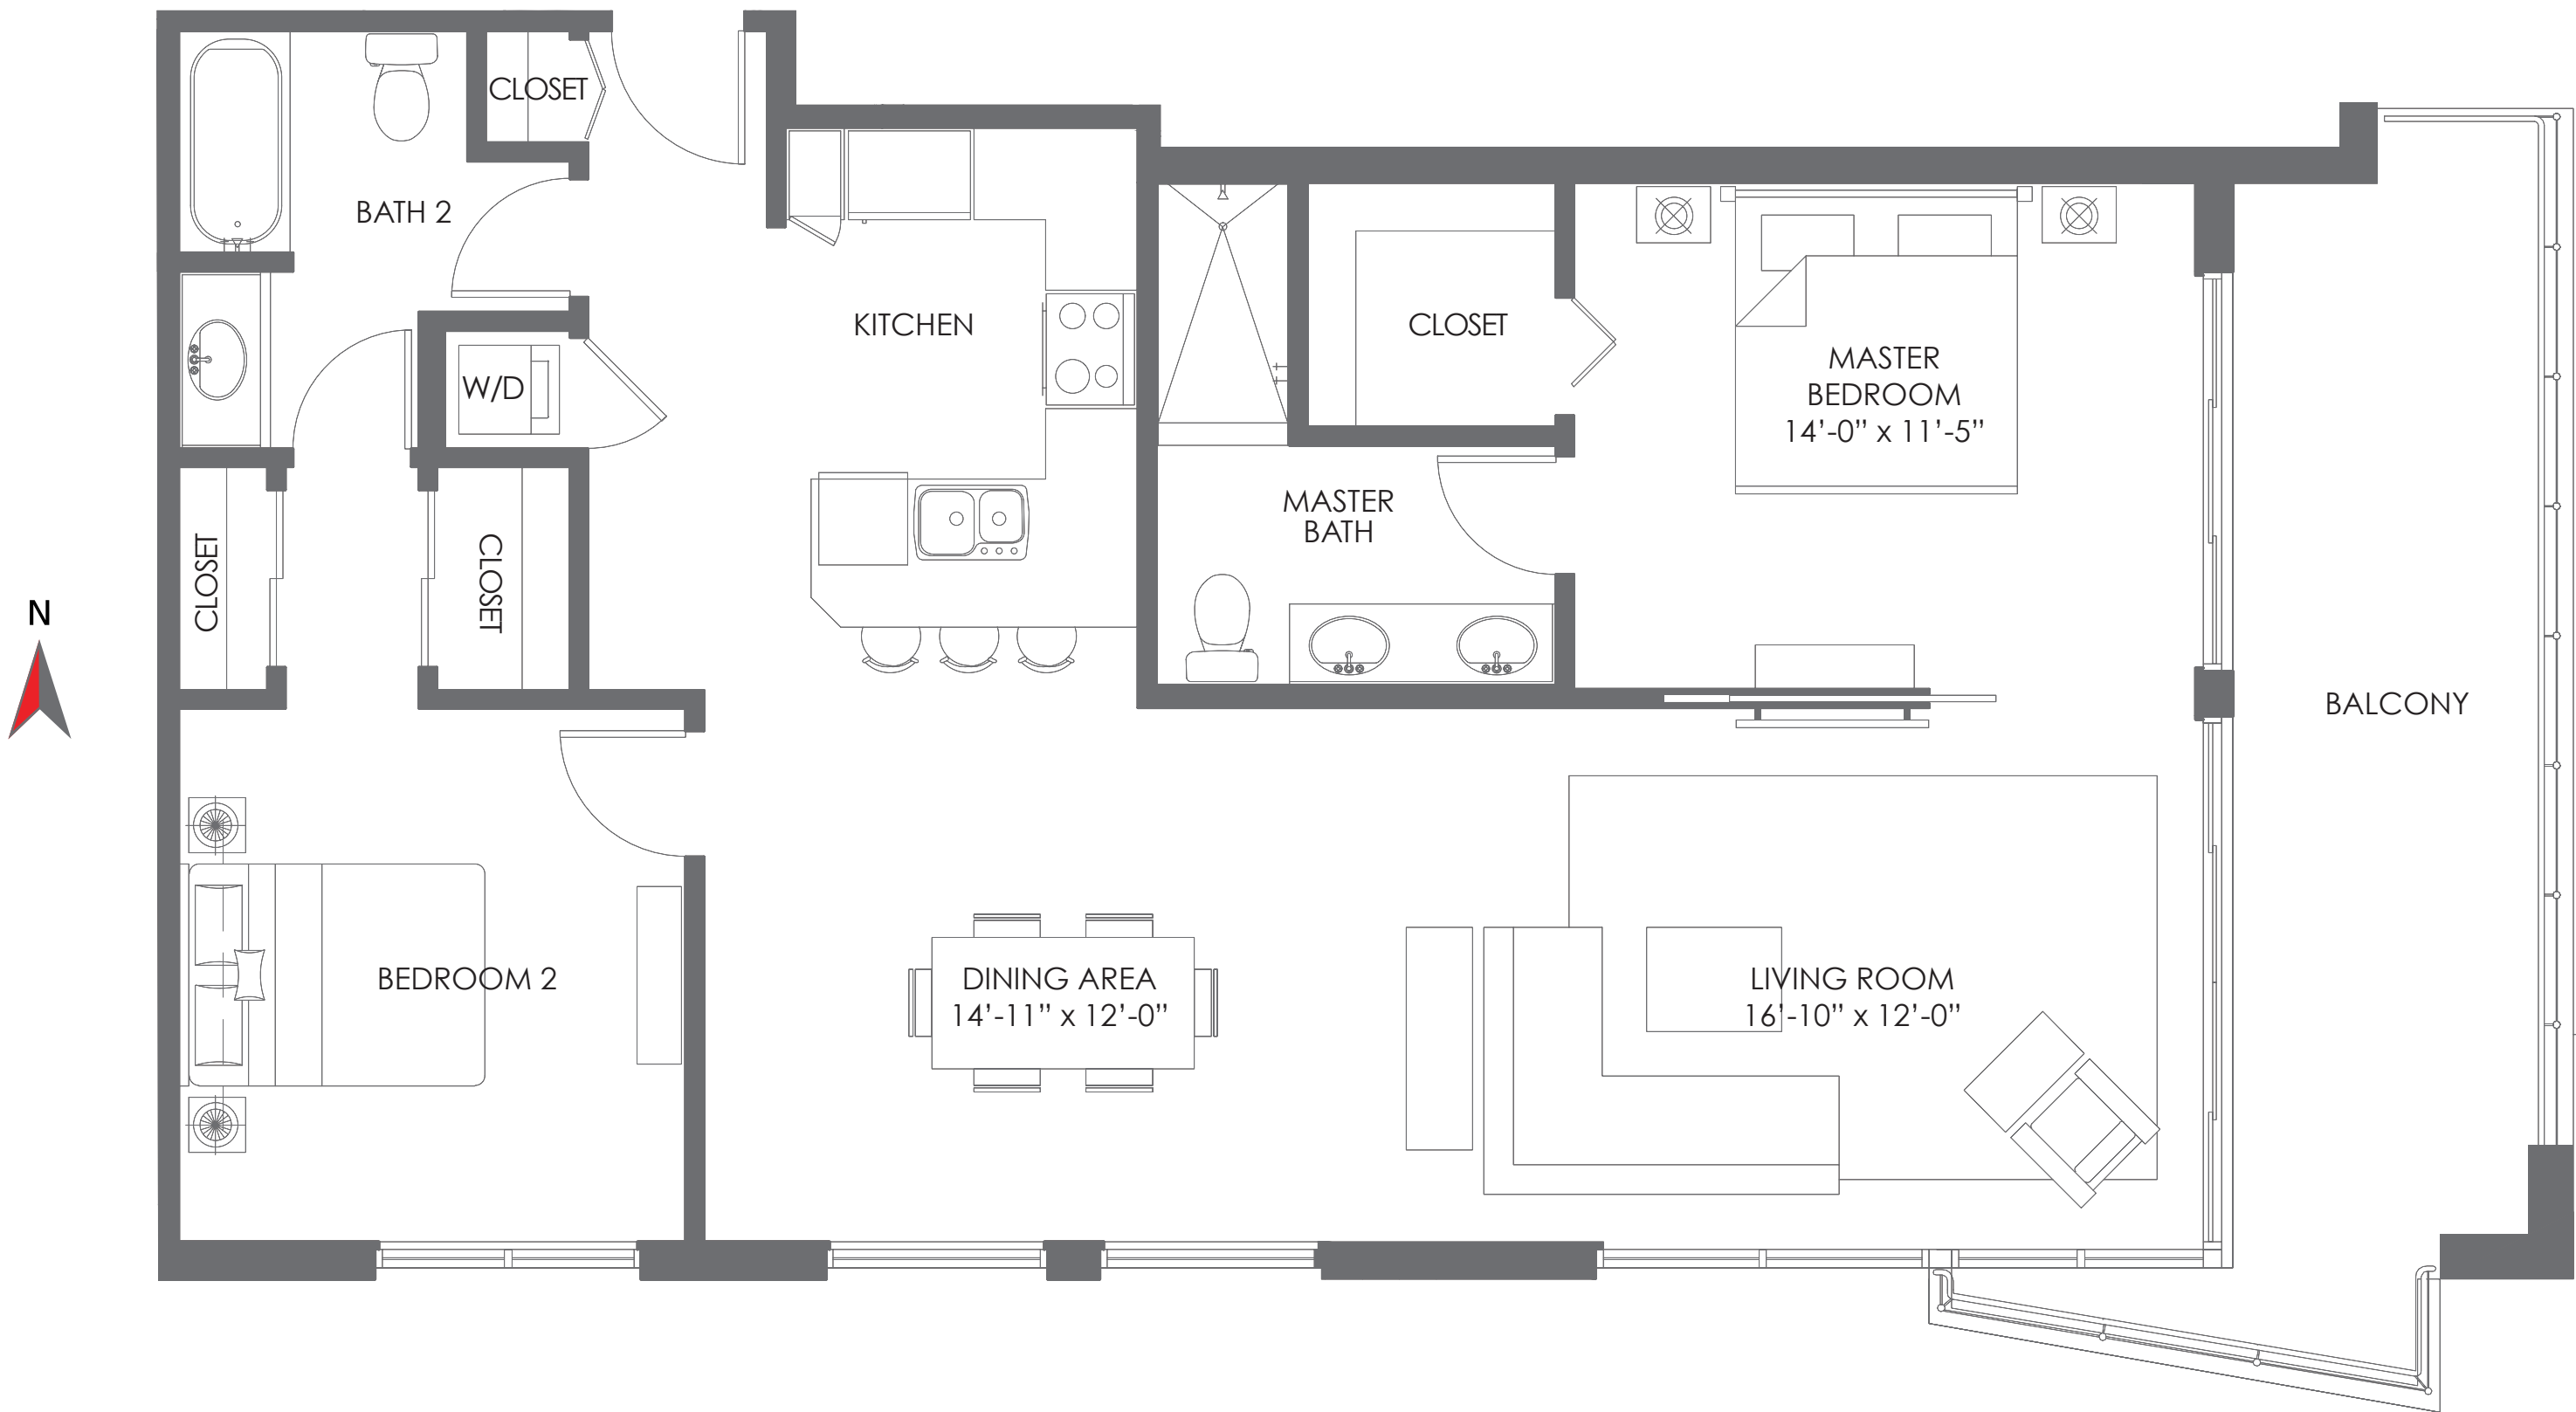 CLOSET
BATH 2
KITCHEN
CLOSET
MASTER
BEDROOM
14'-0" x 11'-5"
W/D
MASTER
BATH
CLOSET
CLOSET
N
BALCONY
BEDROOM 2
DINING AREA
14'-11" x 12'-0"
LIVING ROOM
16'-10" x 12'-0"